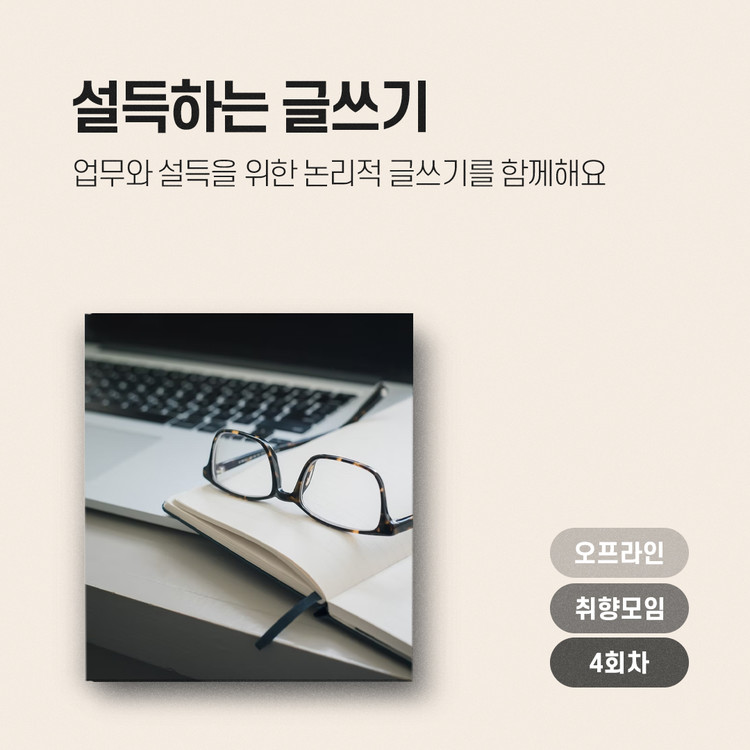 설득하는 글쓰기
업무와 설득을 위한 논리적 글쓰기를 함께해요
오프라인
취향모임
4회차